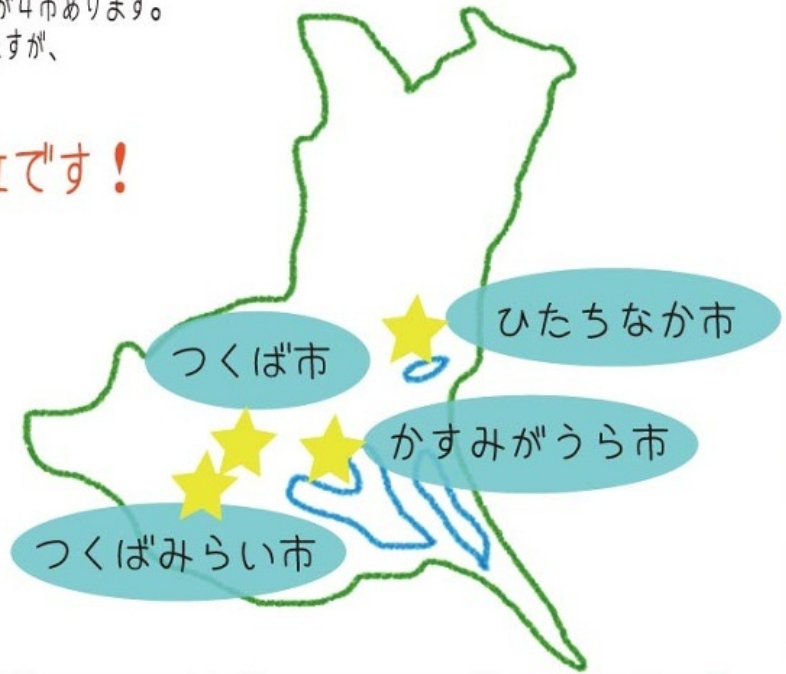 が4市あります。
すが、
です！
ひたちなか市
つくば市
かすみがうら市
つくばみらい市